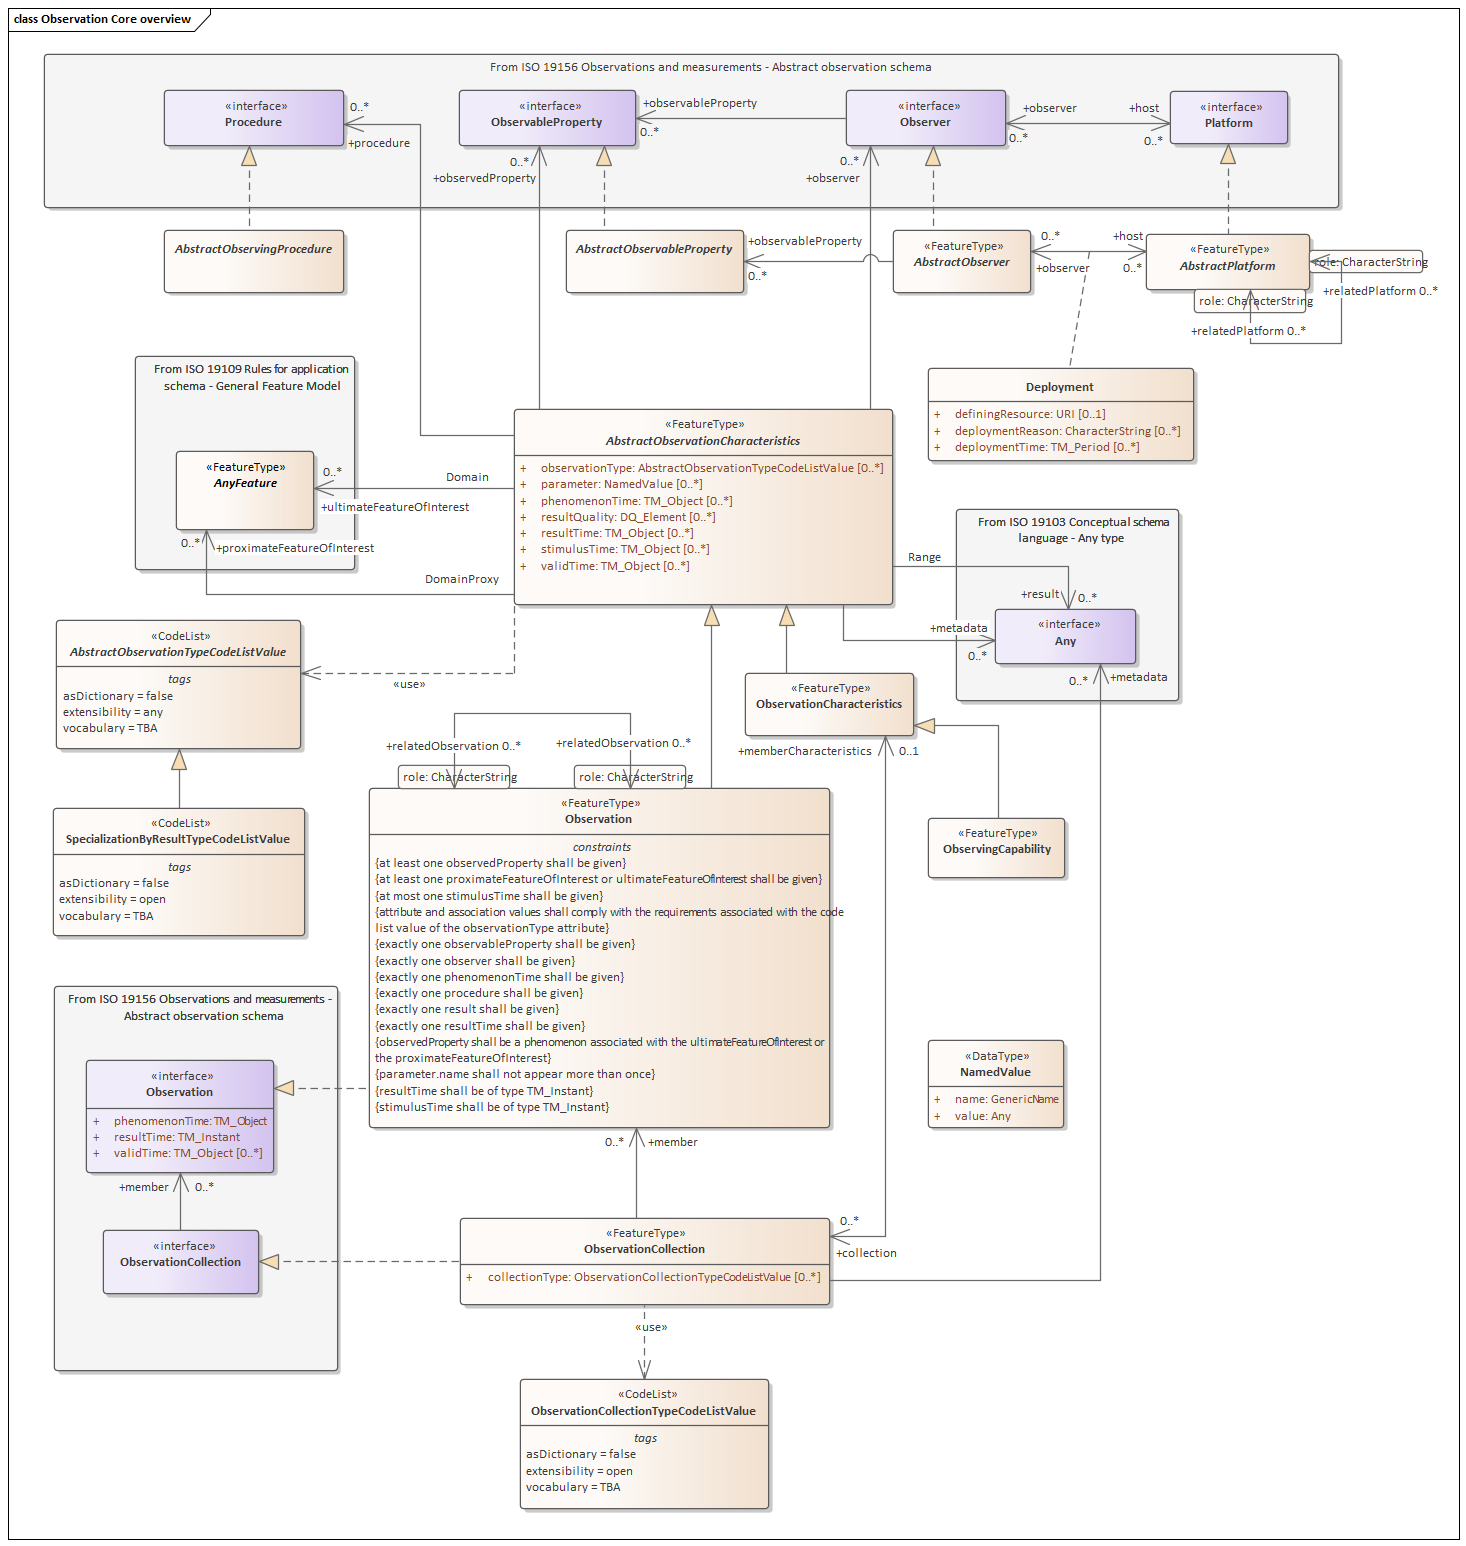 class Observation Core overview
From ISO 19156 Observations and measurements - Abstract observation schema
«interface»
Procedure
0..*
+procedure
«interface»
ObservableProperty
+observableProperty
0..*
0..*
+observedProperty
«interface»
Observer
0..*
+observer
+observer
0..*
+host
0..*
«interface»
Platform
AbstractObservingProcedure
AbstractObservableProperty
+observableProperty
0..*
«FeatureType»
AbstractObserver
0..*
+observer
+host
0..*
«FeatureType»
AbstractPlatform
role: CharacterString
+relatedPlatform 0..*
role: CharacterString
+relatedPlatform 0..*
Deployment
+ definingResource: URI [0..1]
+ deploymentReason: CharacterString [0..*]
+ deploymentTime: TM_Period [0..*]
From ISO 19109 Rules for application
schema - General Feature Model
«FeatureType»
AnyFeature
0..*
+ultimateFeatureOfInterest
Domain
0..*
+proximateFeatureOfInterest
DomainProxy
«FeatureType»
AbstractObservationCharacteristics
+ observationType: AbstractObservationTypeCodeListValue [0..*]
+ parameter: NamedValue [0..*]
+ phenomenonTime: TM_Object [0..*]
+ resultQuality: DQ_Element [0..*]
+ resultTime: TM_Object [0..*]
+ stimulusTime: TM_Object [0..*]
+ validTime: TM_Object [0..*]
From ISO 19103 Conceptual schema
language - Any type
Range
+result
0..*
+metadata
0..*
«interface»
Any
0..*
+metadata
«CodeList»
AbstractObservationTypeCodeListValue
tags
asDictionary = false
extensibility = any
vocabulary = TBA
«use»
«FeatureType»
ObservationCharacteristics
+memberCharacteristics
0..1
«CodeList»
SpecializationByResultTypeCodeListValue
tags
asDictionary = false
extensibility = open
vocabulary = TBA
+relatedObservation 0..*
+relatedObservation 0..*
role: CharacterString
role: CharacterString
«FeatureType»
Observation
constraints
{at least one observedProperty shall be given}
{at least one proximateFeatureOfInterest or ultimateFeatureOfInterest shall be given}
{at most one stimulusTime shall be given}
{attribute and association values shall comply with the requirements associated with the code
list value of the observationType attribute}
{exactly one observableProperty shall be given}
{exactly one observer shall be given}
{exactly one phenomenonTime shall be given}
{exactly one procedure shall be given}
{exactly one result shall be given}
{exactly one resultTime shall be given}
{observedProperty shall be a phenomenon associated with the ultimateFeatureOfInterest or
the proximateFeatureOfInterest}
{parameter.name shall not appear more than once}
{resultTime shall be of type TM_Instant}
{stimulusTime shall be of type TM_Instant}
«FeatureType»
ObservingCapability
«DataType»
NamedValue
+ name: GenericName
+ value: Any
From ISO 19156 Observations and measurements -
Abstract observation schema
«interface»
Observation
+ phenomenonTime: TM_Object
+ resultTime: TM_Instant
+ validTime: TM_Object [0..*]
+member
0..*
«interface»
ObservationCollection
0..*
+member
«FeatureType»
ObservationCollection
+ collectionType: ObservationCollectionTypeCodeListValue [0..*]
0..*
+collection
«use»
«CodeList»
ObservationCollectionTypeCodeListValue
tags
asDictionary = false
extensibility = open
vocabulary = TBA